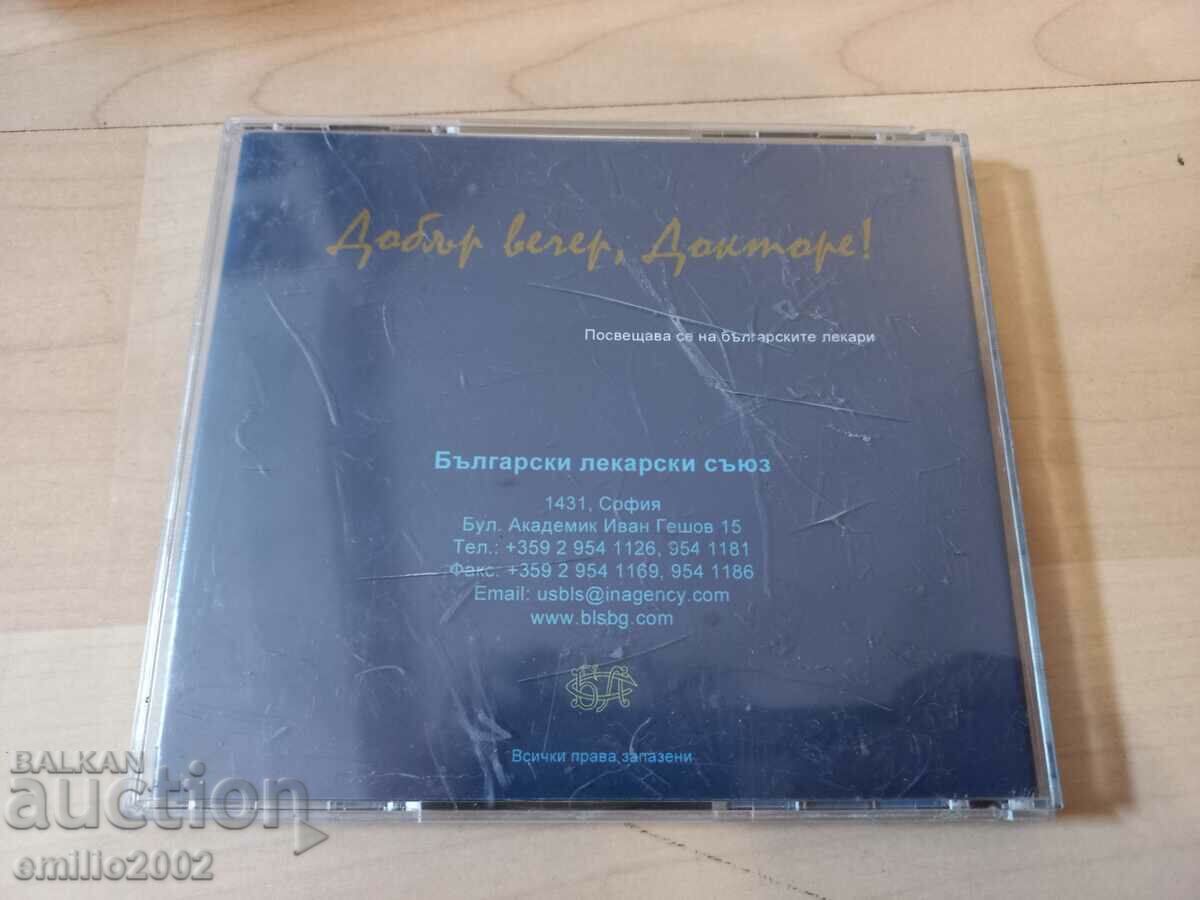 Добър вечер, Докторе!
Посвещава се на българските лекари
Български лекарски съюз
1431, София
Бул. Академик Иван Гешов 15
Тел.: +359 2 954 1126, 954 1181
Факс: +359 2 954 1169, 954 1186
Email: usbls@inagency.com
www.blsbg.com
БЛС
Всички права запазени
BALKAN
auction
emilio2002